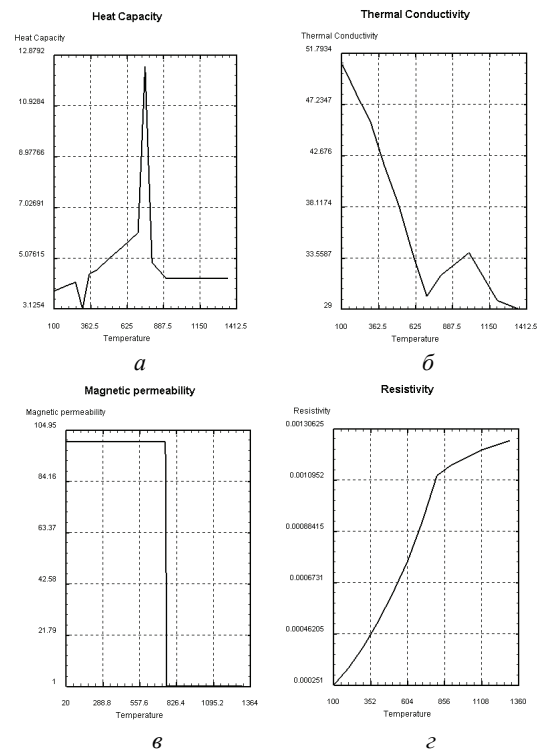 Heat Capacity
Heat Capacity
12.8792
10.9284
8.97766
7.02691
5.07615
3.1254
100 362.5 625 887.5 1150 1412.5
Temperature
а
Thermal Conductivity
Thermal Conductivity
51.7934
47.2347
42.676
38.1174
33.5587
29
100 362.5 625 887.5 1150 1412.5
Temperature
б
Magnetic permeability
Magnetic permeability
104.95
84.16
63.37
42.58
21.79
1
20 288.8 557.6 826.4 1095.2 1364
Temperature
в
Resistivity
Resistivity
0.00130625
0.0010952
0.00088415
0.0006731
0.00046205
0.000251
100 352 604 856 1108 1360
Temperature
г